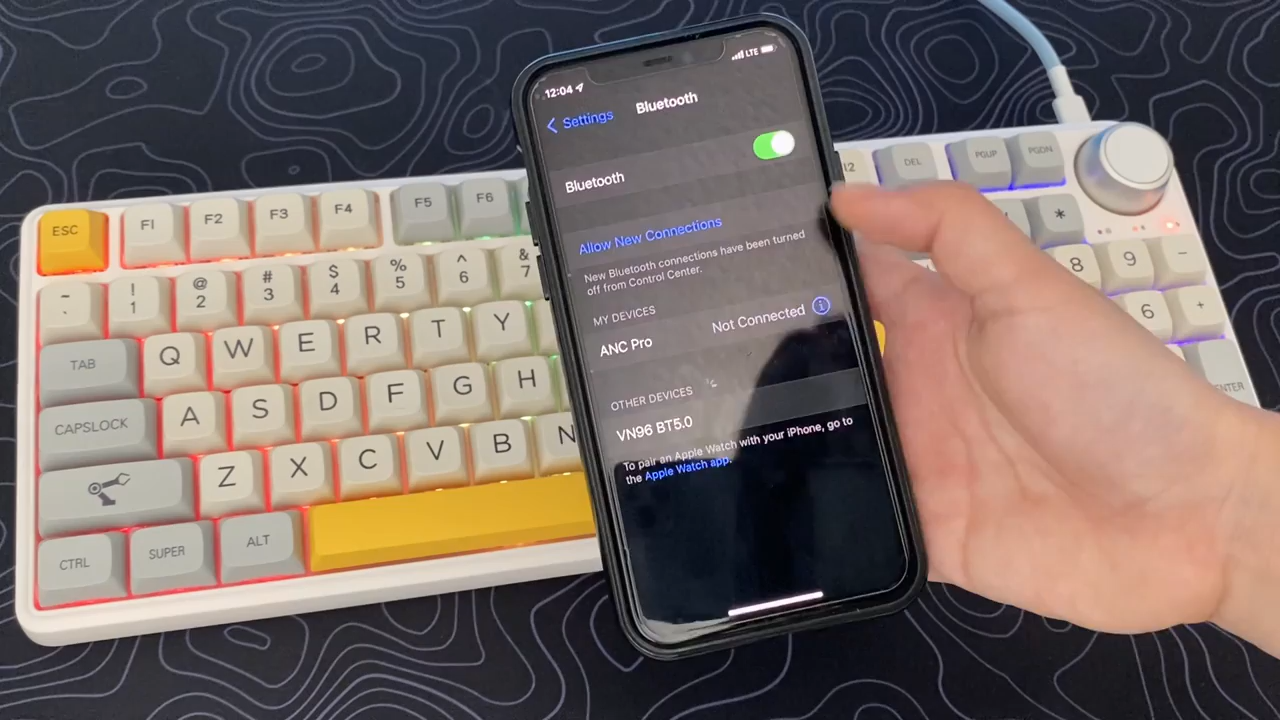 12:04
LTE
Settings
Bluetooth
Bluetooth
Allow New Connections
New Bluetooth connections have been turned
off from Control Center.
MY DEVICES
ANC Pro Not Connected
OTHER DEVICES
VN96 BT5.0
To pair an Apple Watch with your iPhone, go to
the Apple Watch app.
ESC F1 F2 F3 F4 F5 F6 DEL PGUP PGDN
! 1 @ 2 # 3 $ 4 % 5 ^ 6 & 7 *
8 9 -
TAB Q W E R T Y 6 +
CAPSLOCK A S D F G H
Z X C V B N
CTRL SUPER ALT